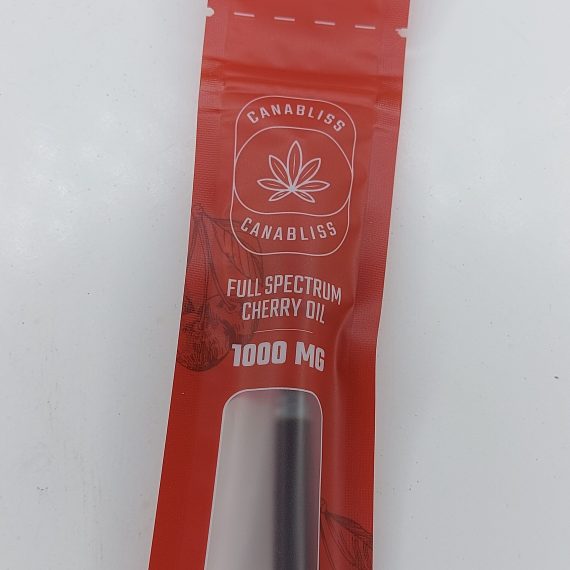 CANABLISS
CANABLISS
FULL SPECTRUM
CHERRY OIL
1000 MG